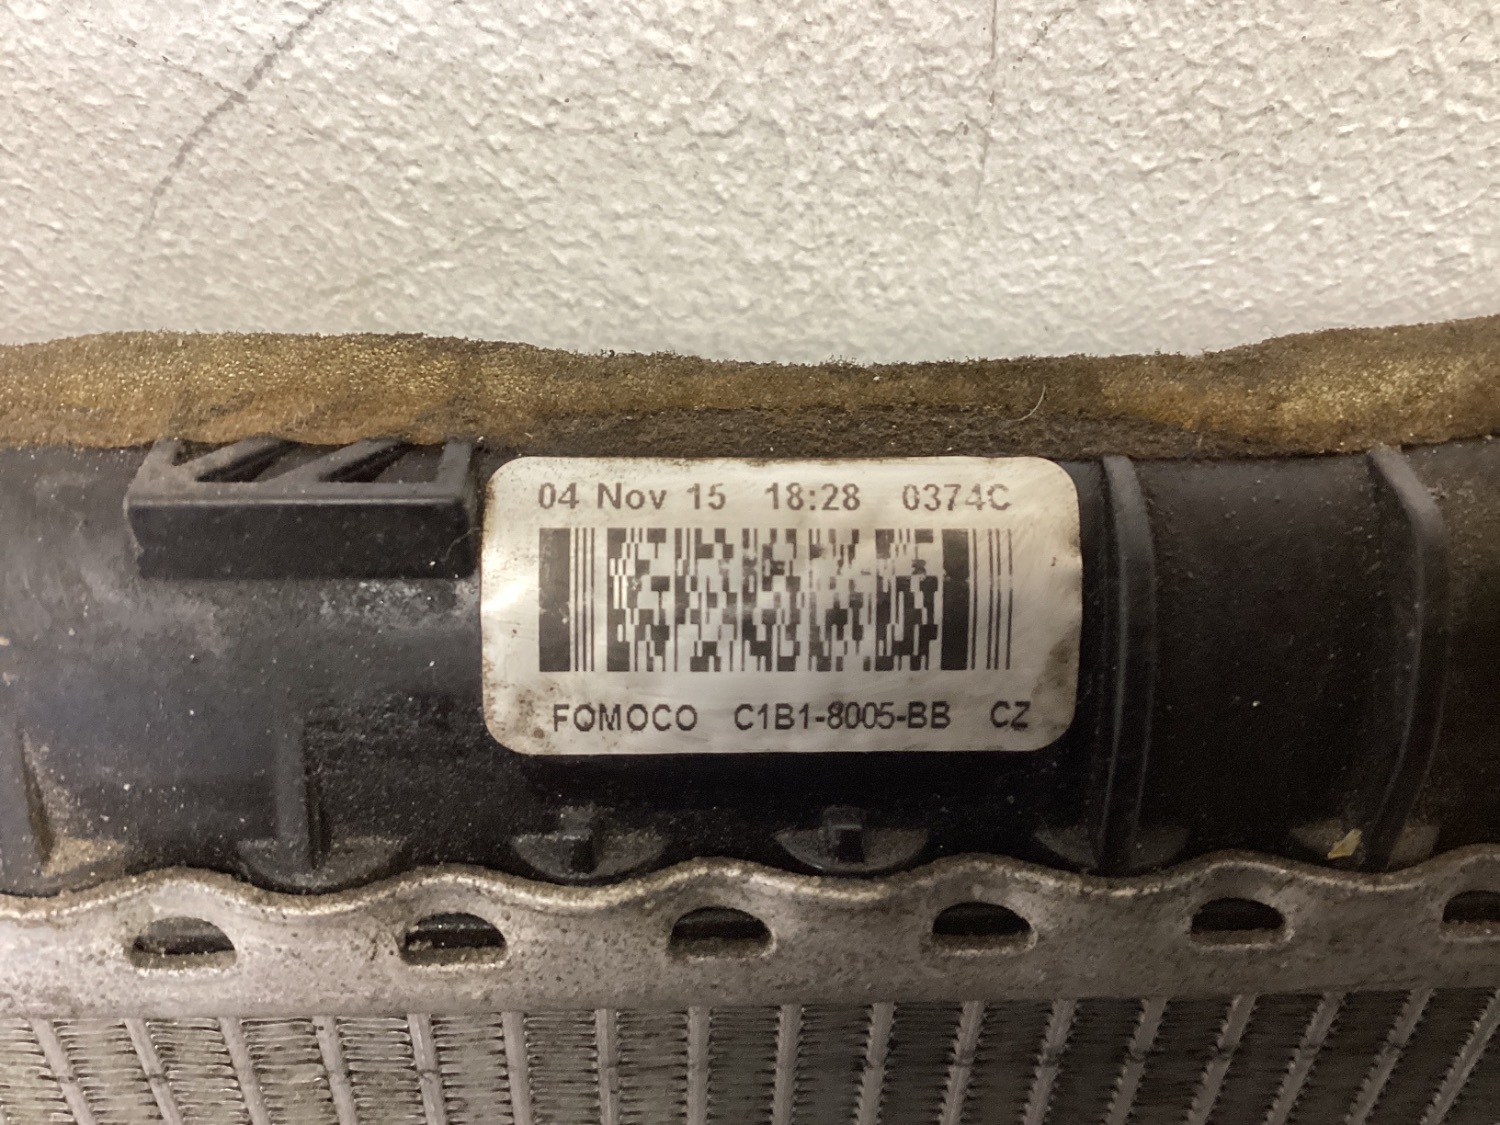 04 Nov 15 18:28 0374C
FOMOCO C1B1-8005-BB CZ